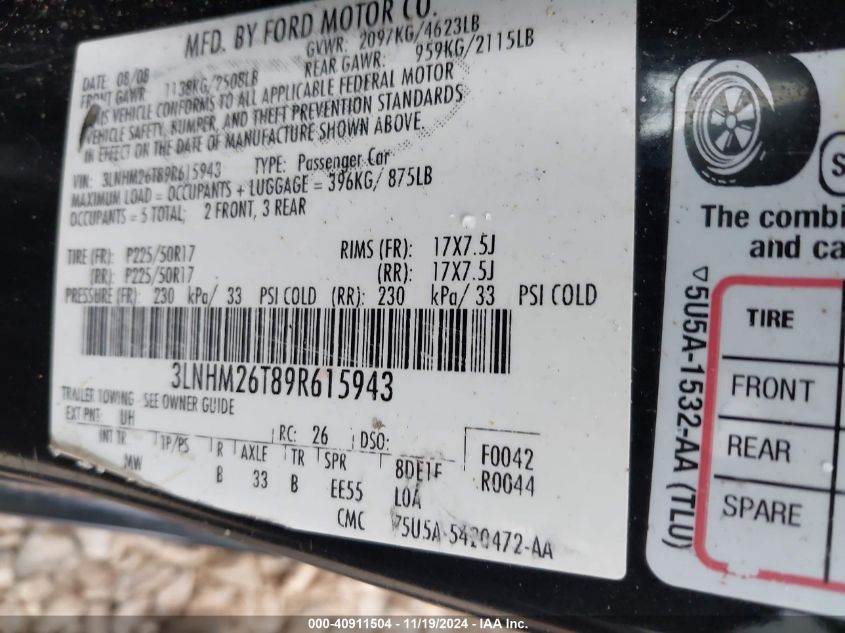 MFD. BY FORD MOTOR CO.
DATE 08/08 GVWR: 2097KG/4623LB
FRONT GAWR: 1138KG/2508LB REAR GAWR: 959KG/2115LB
THIS VEHICLE CONFORMS TO ALL APPLICABLE FEDERAL MOTOR
VEHICLE SAFETY, BUMPER, AND THEFT PREVENTION STANDARDS
IN EFFECT ON THE DATE OF MANUFACTURE SHOWN ABOVE
VIN: 3LNHM26T89R615943 TYPE: Passenger Car
MAXIMUM LOAD = OCCUPANTS + LUGGAGE = 396KG/ 875LB
OCCUPANTS = 5 TOTAL; 2 FRONT, 3 REAR
TIRE (FR): P225/50R17 RIMS (FR): 17X7.5J
(RR): P225/50R17 (RR): 17X7.5J
PRESSURE (FR): 230 kPa/ 33 PSI COLD (RR): 230 kPa/ 33 PSI COLD
3LNHM26T89R615943
TRAILER TOWING - SEE OWNER GUIDE
EXT PNT: UH RC: 26 DSO: F0042
INT TR TP/PS R AXLE TR SPR 8DE1F R0044
MW B 33 B EE55 LOA
CMC 75U5A-5420472-AA
The combi
and ca
▽5U5A-1532-AA (TLU)
TIRE
FRONT
REAR
SPARE
000-40911504 - 11/19/2024 - IAA Inc.